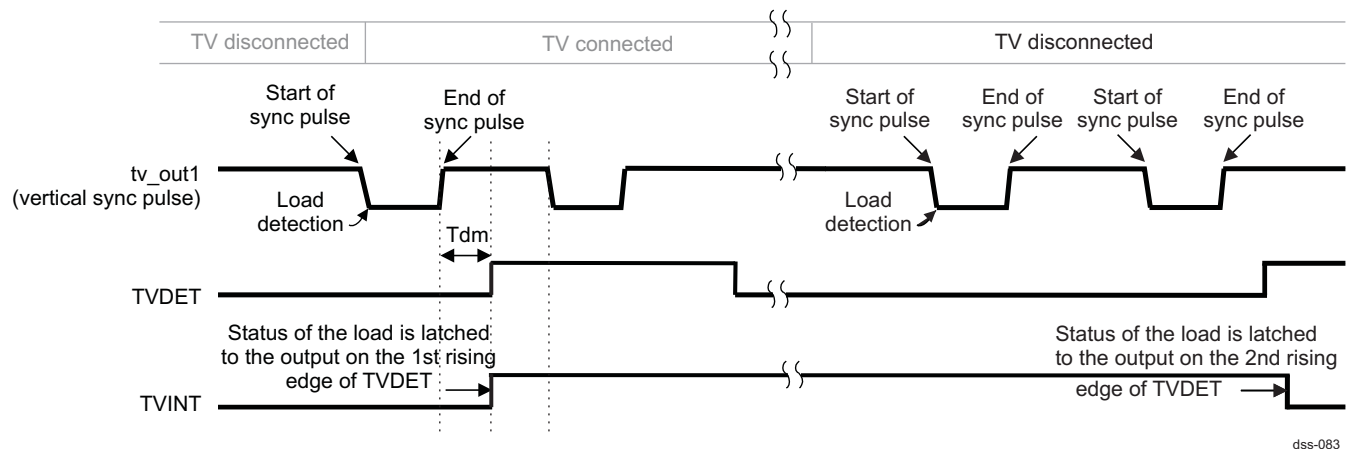 TV disconnected
TV connected
TV disconnected
Start of
sync pulse
End of
sync pulse
Start of
sync pulse
End of
sync pulse
Start of
sync pulse
End of
sync pulse
tv_out1
(vertical sync pulse)
Load
detection
Load
detection
Tdm
TVDET
Status of the load is latched
to the output on the 1st rising
edge of TVDET
Status of the load is latched
to the output on the 2nd rising
edge of TVDET
TVINT
dss-083